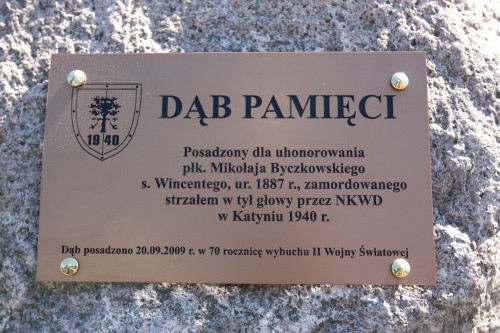 1940
DĄB PAMIĘCI
Posadzony dla uhonorowania
płk. Mikołaja Byczkowskiego
s. Wincentego, ur. 1887 r., zamordowanego
strzałem w tył głowy przez NKWD
w Katyniu 1940 r.
Dąb posadzono 20.09.2009 r. w 70 rocznicę wybuchu II Wojny Światowej